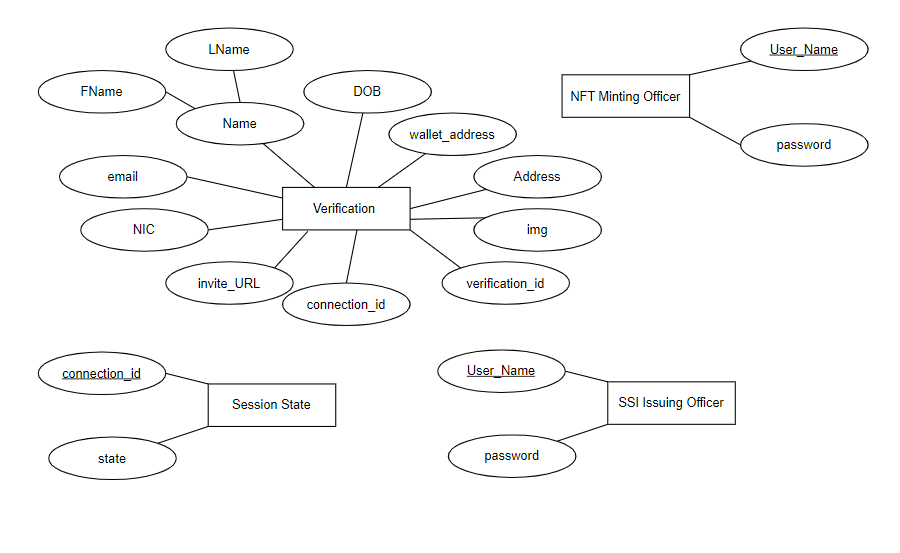 LName
User_Name
FName
DOB
NFT Minting Officer
Name
wallet_address
password
email
Address
Verification
NIC
img
invite_URL
verification_id
connection_id
connection_id
User_Name
Session State
SSI Issuing Officer
state
password